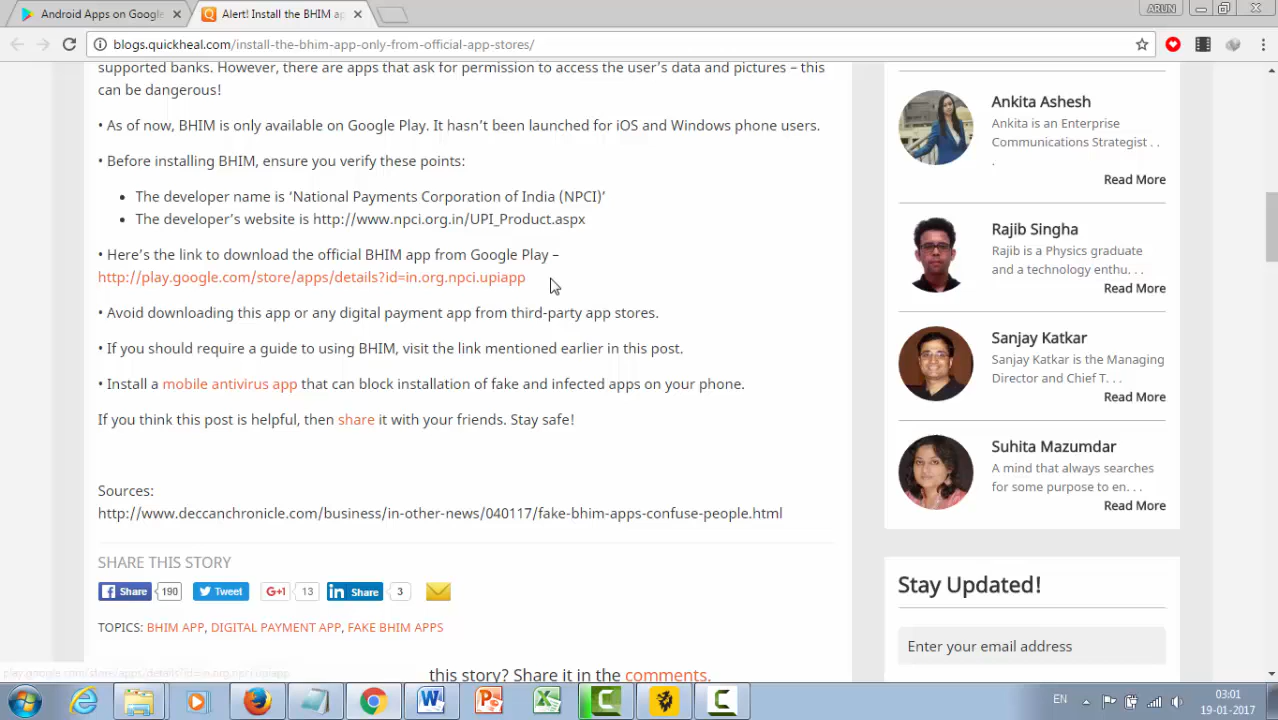 Android Apps on Google
Alert! Install the BHIM ap
ARUN
blogs.quickheal.com/install-the-bhim-app-only-from-official-app-stores/
supported banks. However, there are apps that ask for permission to access the user's data and pictures – this
can be dangerous!
• As of now, BHIM is only available on Google Play. It hasn't been launched for iOS and Windows phone users.
• Before installing BHIM, ensure you verify these points:
• The developer name is ‘National Payments Corporation of India (NPCI)’
• The developer's website is http://www.npci.org.in/UPI_Product.aspx
• Here's the link to download the official BHIM app from Google Play –
http://play.google.com/store/apps/details?id=in.org.npci.upiapp
• Avoid downloading this app or any digital payment app from third-party app stores.
• If you should require a guide to using BHIM, visit the link mentioned earlier in this post.
• Install a mobile antivirus app that can block installation of fake and infected apps on your phone.
If you think this post is helpful, then share it with your friends. Stay safe!
Sources:
http://www.deccanchronicle.com/business/in-other-news/040117/fake-bhim-apps-confuse-people.html
SHARE THIS STORY
Share 190 Tweet G+1 13 in Share 3
TOPICS: BHIM APP, DIGITAL PAYMENT APP, FAKE BHIM APPS
this story? Share it in the comments.
play.google.com/store/apps/details?id=in.org.npci.upiapp
Ankita Ashesh
Ankita is an Enterprise
Communications Strategist . .
.
Read More
Rajib Singha
Rajib is a Physics graduate
and a technology enthu. . .
Read More
Sanjay Katkar
Sanjay Katkar is the Managing
Director and Chief T. . .
Read More
Suhita Mazumdar
A mind that always searches
for some purpose to en. . .
Read More
Stay Updated!
Enter your email address
EN
03:01
19-01-2017